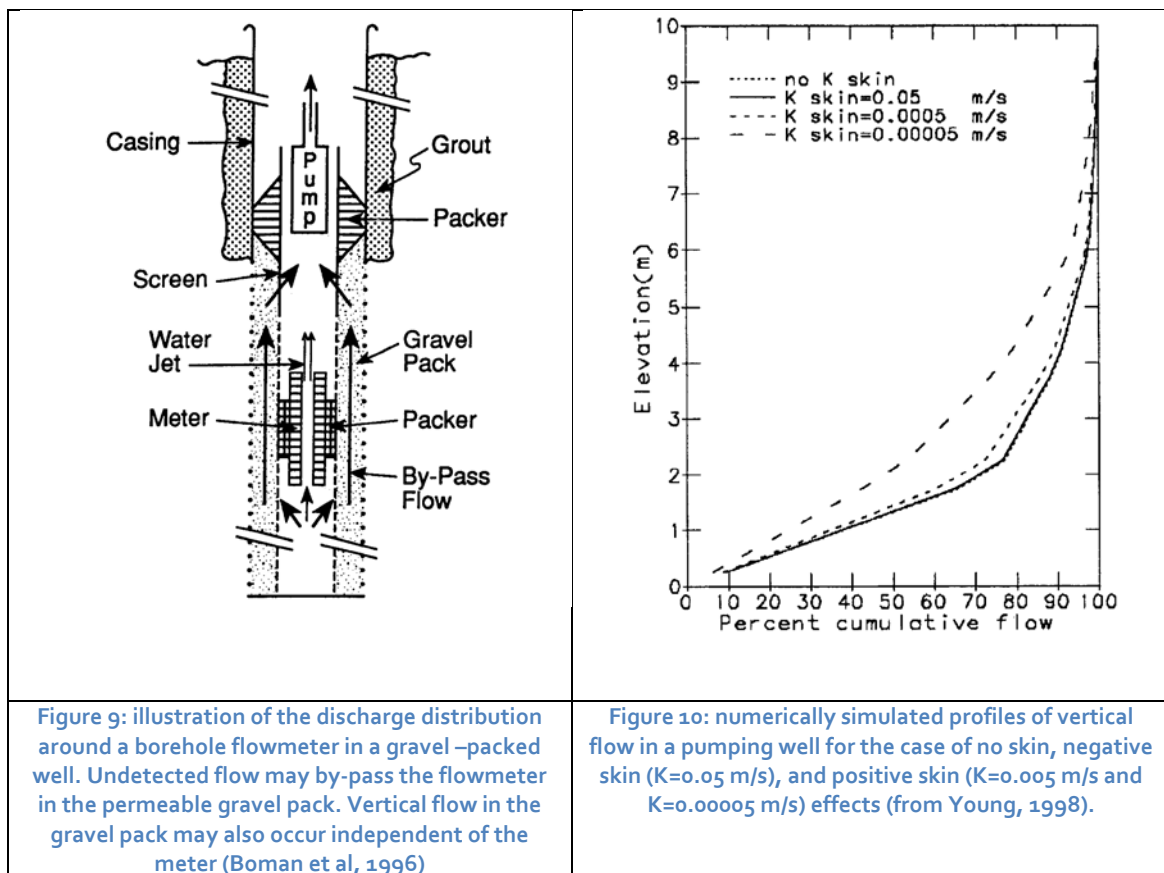 Casing
Pump
Grout
Packer
Screen
Water
Jet
Gravel
Pack
Meter
Packer
By-Pass
Flow
10
9
8
7
6
5
4
3
2
1
0
Elevation(m)
no K skin
K skin=0.05 m/s
K skin=0.0005 m/s
K skin=0.00005 m/s
0 10 20 30 40 50 60 70 80 90 100
Percent cumulative flow
Figure 9: illustration of the discharge distribution
around a borehole flowmeter in a gravel –packed
well. Undetected flow may by-pass the flowmeter
in the permeable gravel pack. Vertical flow in the
gravel pack may also occur independent of the
meter (Boman et al, 1996)
Figure 10: numerically simulated profiles of vertical
flow in a pumping well for the case of no skin, negative
skin (K=0.05 m/s), and positive skin (K=0.005 m/s and
K=0.00005 m/s) effects (from Young, 1998).